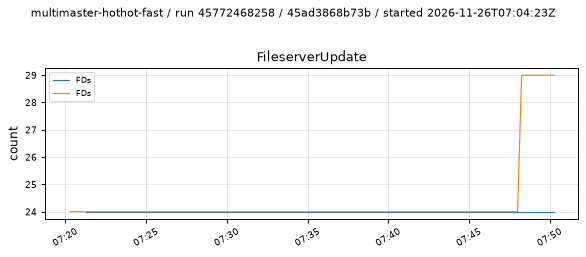 multimaster-hothot-fast / run 45772468258 / 45ad3868b73b / started 2026-11-26T07:04:23Z
FileserverUpdate
FDs
FDs
count
29
28
27
26
25
24
07:20
07:25
07:30
07:35
07:40
07:45
07:50